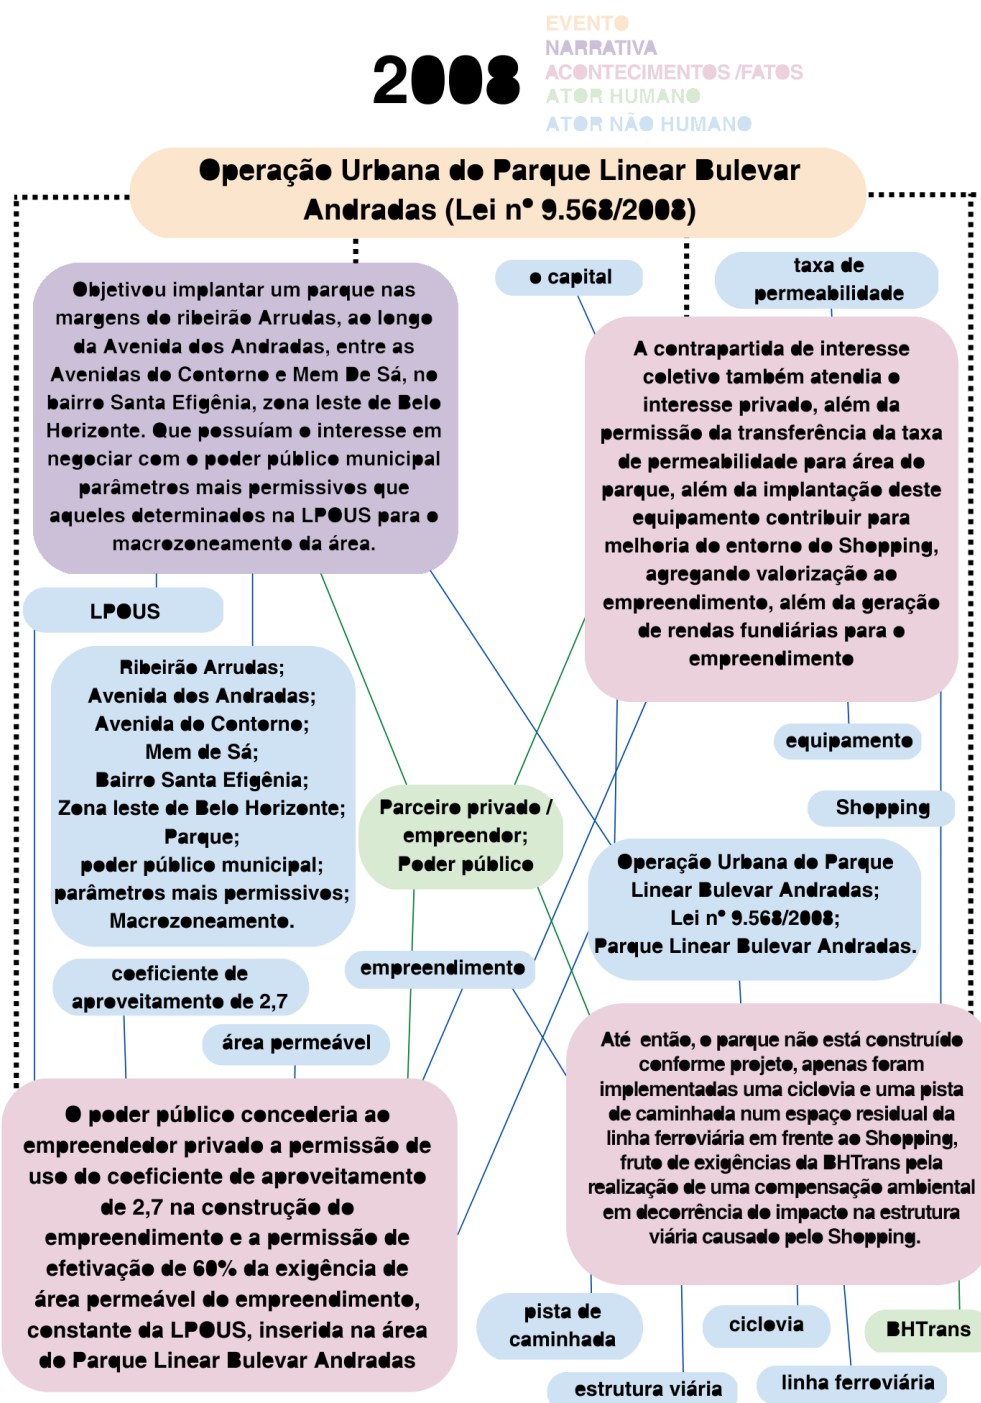 2008
EVENTO
NARRATIVA
ACONTECIMENTOS /FATOS
ATOR HUMANO
ATOR NÃO HUMANO
Operação Urbana do Parque Linear Bulevar
Andradas (Lei nº 9.568/2008)
Objetivou implantar um parque nas
margens do ribeirão Arrudas, ao longo
da Avenida dos Andradas, entre as
Avenidas do Contorno e Mem De Sá, no
bairro Santa Efigênia, zona leste de Belo
Horizonte. Que possuíam o interesse em
negociar com o poder público municipal
parâmetros mais permissivos que
aqueles determinados na LPOUS para o
macrozoneamento da área.
o capital
taxa de
permeabilidade
A contrapartida de interesse
coletivo também atendia o
interesse privado, além da
permissão da transferência da taxa
de permeabilidade para área do
parque, além da implantação deste
equipamento contribuir para
melhoria do entorno do Shopping,
agregando valorização ao
empreendimento, além da geração
de rendas fundiárias para o
empreendimento
LPOUS
Ribeirão Arrudas;
Avenida dos Andradas;
Avenida do Contorno;
Mem de Sá;
Bairro Santa Efigênia;
Zona leste de Belo Horizonte;
Parque;
poder público municipal;
parâmetros mais permissivos;
Macrozoneamento.
equipamento
Shopping
Parceiro privado /
empreendor;
Poder público
Operação Urbana do Parque
Linear Bulevar Andradas;
Lei nº 9.568/2008;
Parque Linear Bulevar Andradas.
coeficiente de
aproveitamento de 2,7
empreendimento
área permeável
O poder público concederia ao
empreendedor privado a permissão de
uso do coeficiente de aproveitamento
de 2,7 na construção do
empreendimento e a permissão de
efetivação de 60% da exigência de
área permeável do empreendimento,
constante da LPOUS, inserida na área
do Parque Linear Bulevar Andradas
Até então, o parque não está construído
conforme projeto, apenas foram
implementadas uma ciclovia e uma pista
de caminhada num espaço residual da
linha ferroviária em frente ao Shopping,
fruto de exigências da BHTrans pela
realização de uma compensação ambiental
em decorrência do impacto na estrutura
viária causado pelo Shopping.
pista de
caminhada
ciclovia
BHTrans
estrutura viária
linha ferroviária